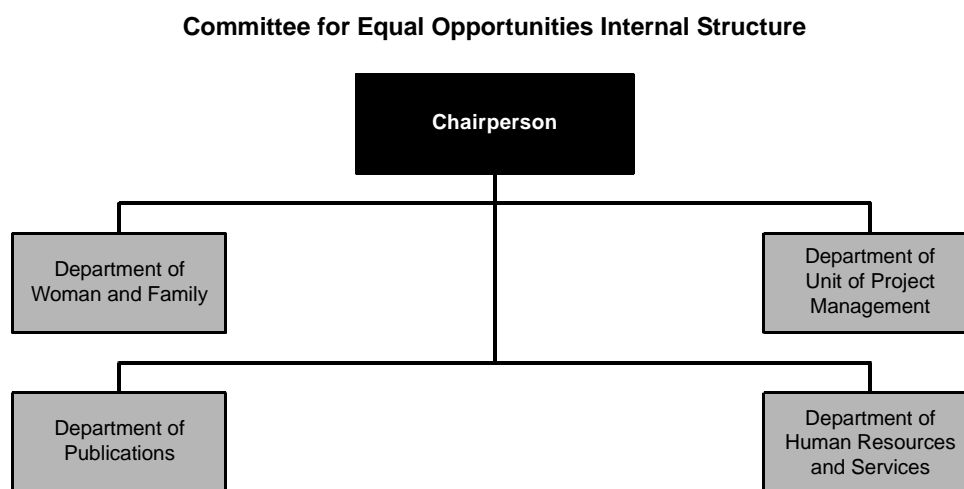 Committee for Equal Opportunities Internal Structure
Chairperson
Department of
Woman and Family
Department of
Unit of Project
Management
Department of
Publications
Department of
Human Resources
and Services